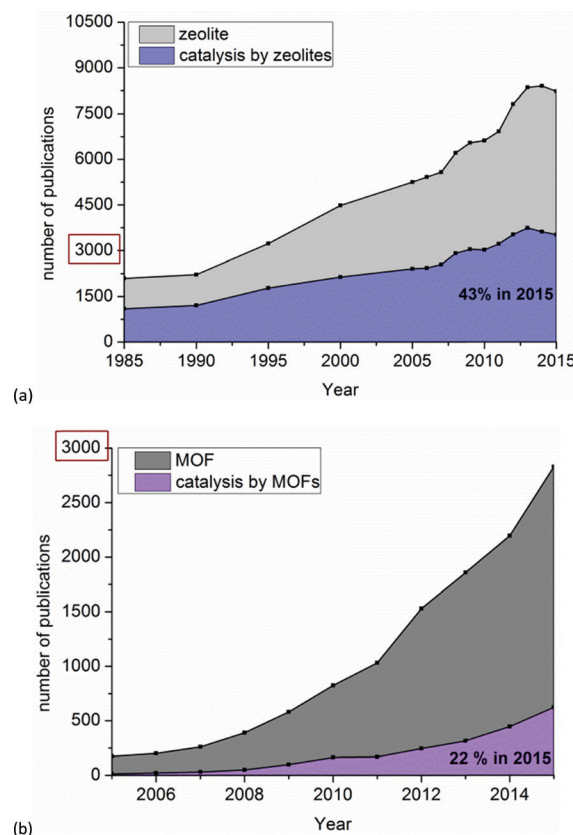 10500
9000
7500
6000
4500
3000
1500
0
number of publications
zeolite
catalysis by zeolites
43% in 2015
1985 1990 1995 2000 2005 2010 2015
Year
(a)
3000
2500
2000
1500
1000
500
0
number of publications
MOF
catalysis by MOFs
22 % in 2015
2006 2008 2010 2012 2014
Year
(b)